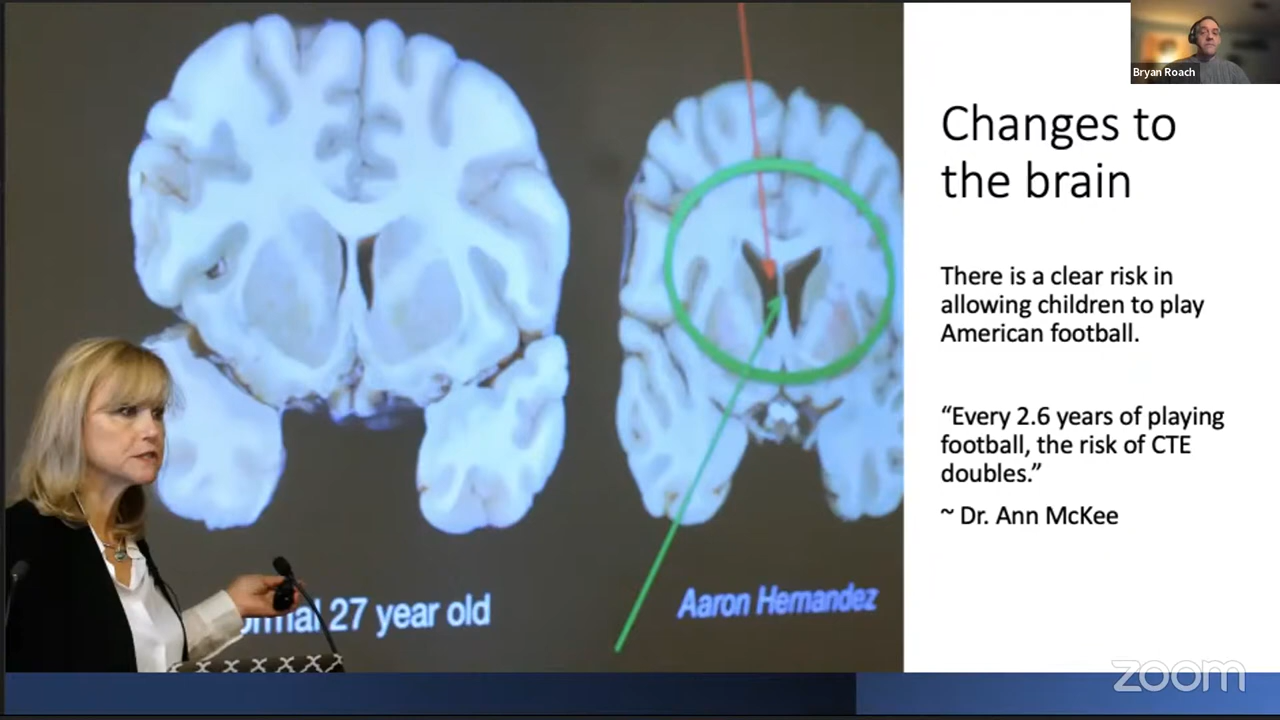 Bryan Roach
Changes to
the brain
There is a clear risk in
allowing children to play
American football.
“Every 2.6 years of playing
football, the risk of CTE
doubles.”
~ Dr. Ann McKee
ormal 27 year old
Aaron Hernandez
zoom